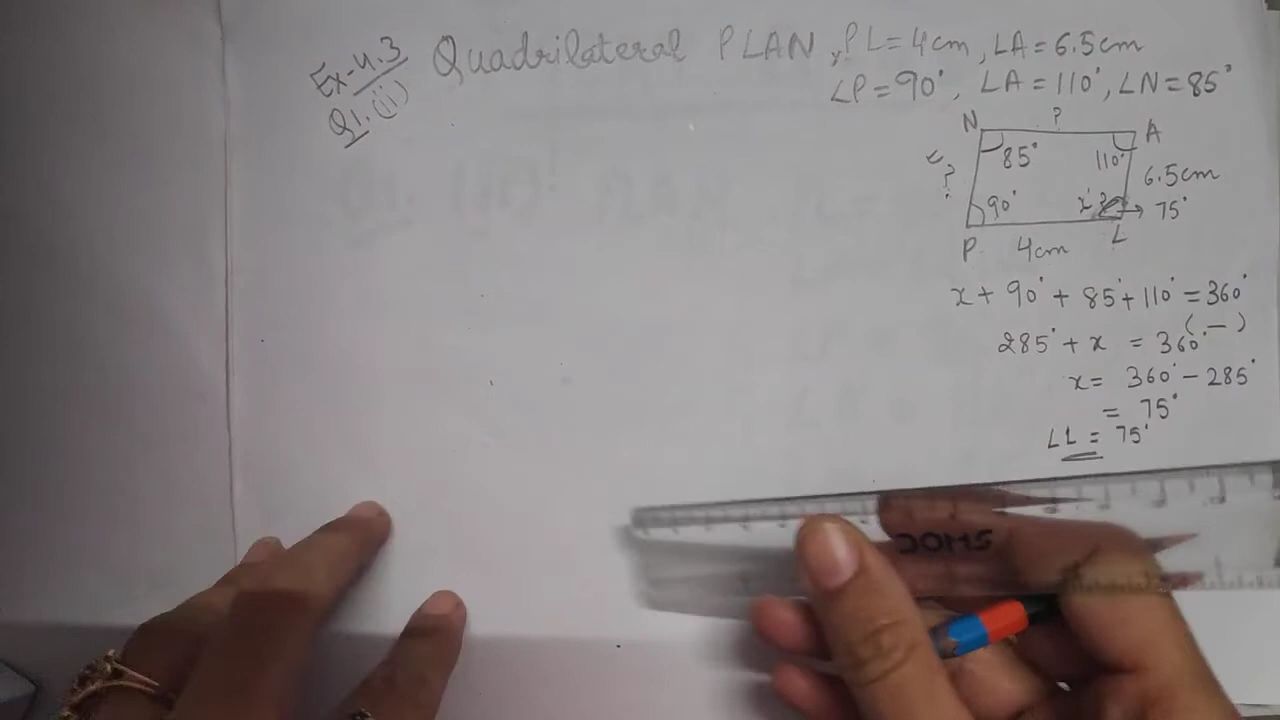 Ex-4.3 Quadrilateral PLAN, PL = 4cm, LA = 6.5cm
Q1.(ii)
∠P = 90°, ∠A = 110°, ∠N = 85°
N ? A
85° 110°
? 6.5cm
90° x° ? → 75°
P 4cm L
x + 90° + 85° + 110° = 360°
(-)
285° + x = 360°
x = 360° - 285°
= 75°
∠L = 75°
DOMS